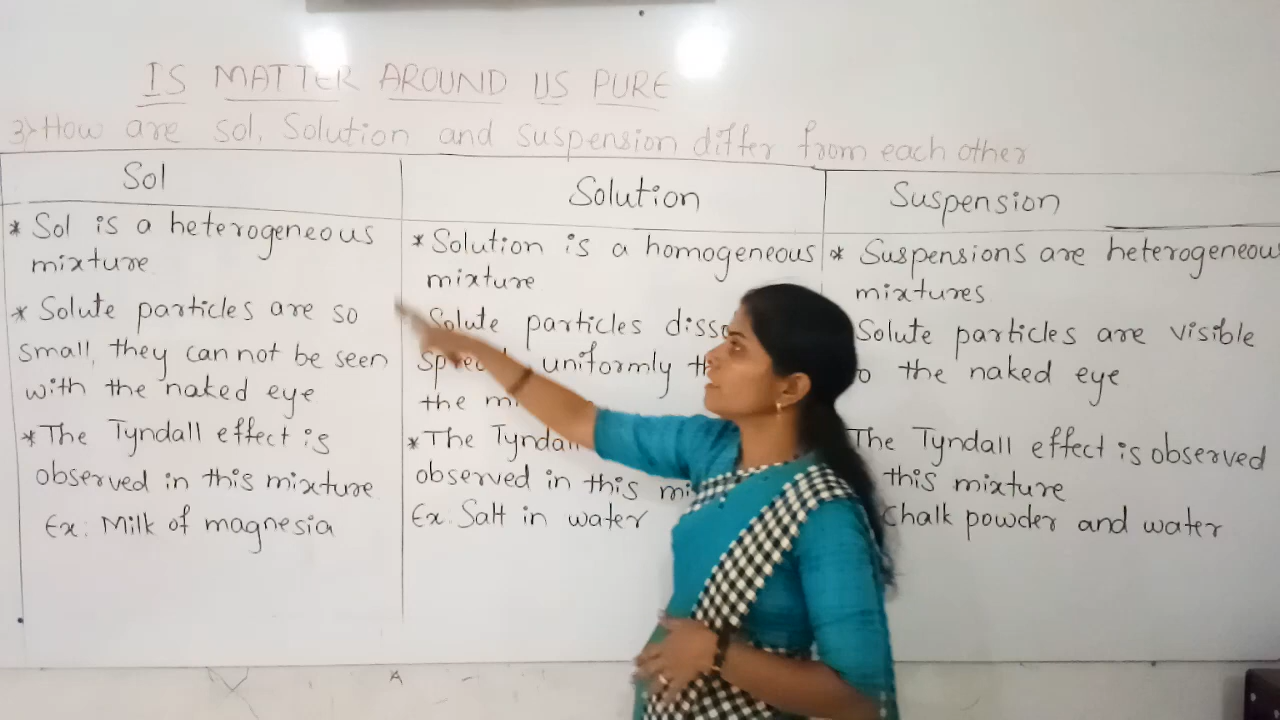 IS MATTER AROUND US PURE
3) How are sol, Solution and suspension differ from each other
Sol
* Sol is a heterogeneous
mixture
* Solute particles are so
small, they can not be seen
with the naked eye
* The Tyndall effect is
observed in this mixture
Ex: Milk of magnesia
Solution
* Solution is a homogeneous
mixture
Solute particles
uniformly
the
* The
observed in this
Ex: Salt in water
Suspension
* Suspensions are heterogeneou
mixtures
Solute particles are visible
the naked eye
The Tyndall effect is observed
this mixture
Chalk powder and water